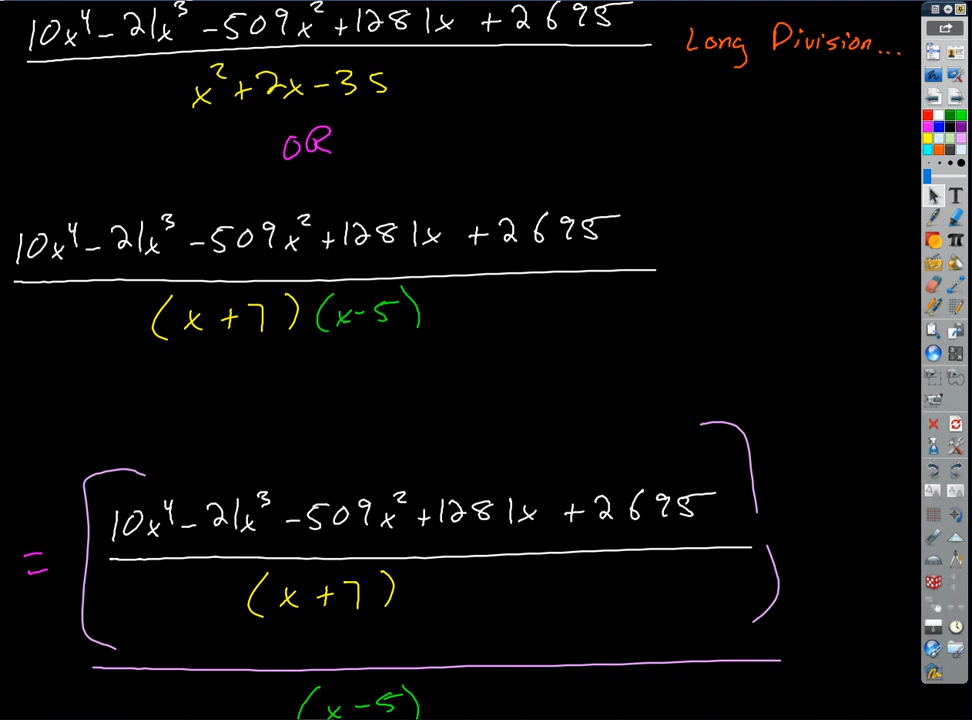 10x⁴ - 21x³ - 509x² + 1281x + 2695
Long Division...
x² + 2x - 35
OR
10x⁴ - 21x³ - 509x² + 1281x + 2695
(x + 7)(x - 5)
10x⁴ - 21x³ - 509x² + 1281x + 2695
=
(x + 7)
(x - 5)